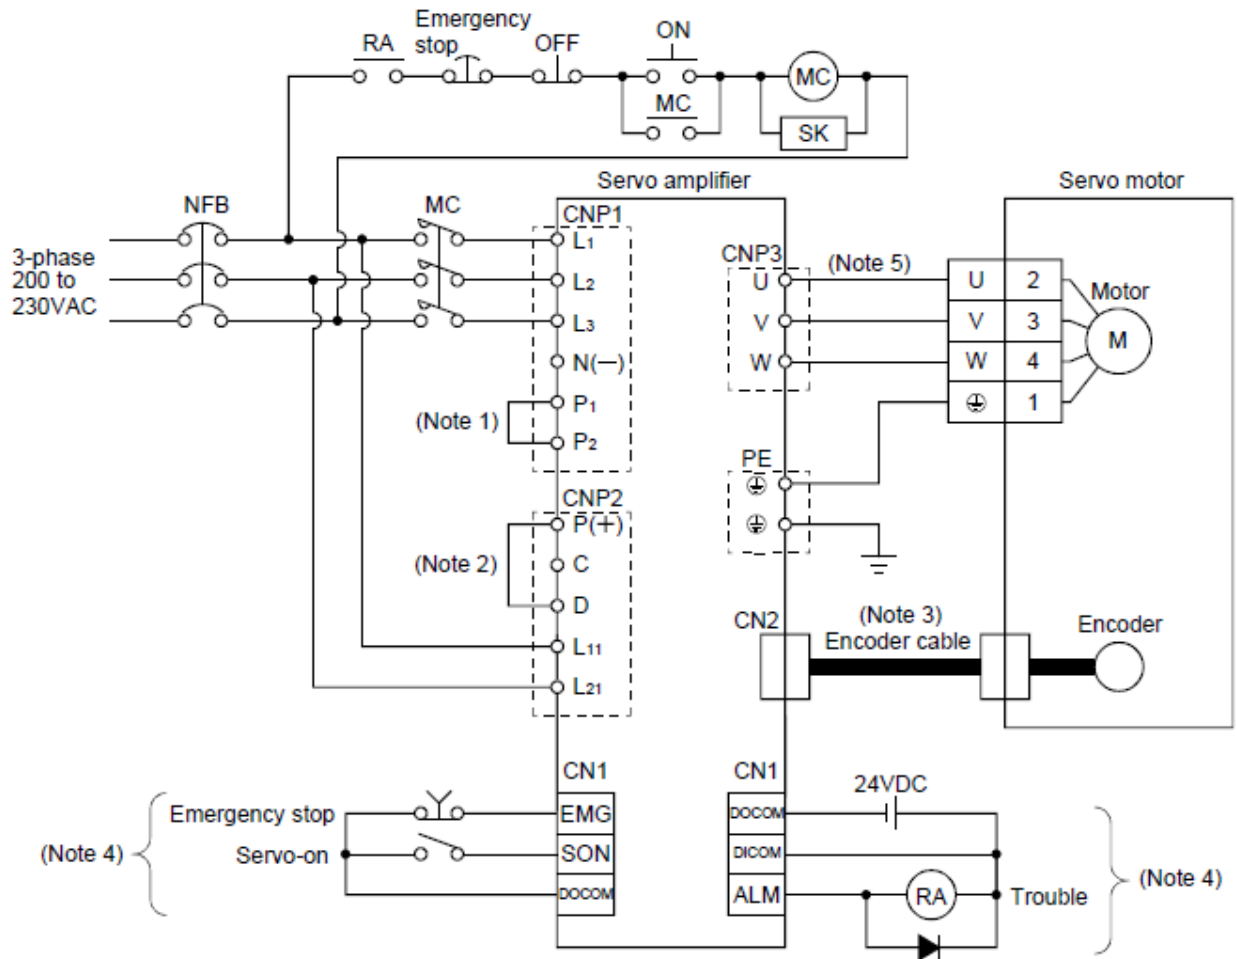 Emergency
stop
RA
OFF
ON
MC
MC
SK
Servo amplifier
Servo motor
NFB
MC
3-phase
200 to
230VAC
CNP1
L1
L2
L3
N(—)
P1
P2
(Note 1)
CNP2
P(+)
C
D
L11
L21
(Note 2)
CNP3
U
V
W
(Note 5)
U 2
V 3
W 4
1
Motor
M
PE
CN2
(Note 3)
Encoder cable
Encoder
CN1
(Note 4)
Emergency stop
Servo-on
EMG
SON
DOCOM
CN1
DOCOM
DICOM
ALM
24VDC
RA
Trouble
(Note 4)